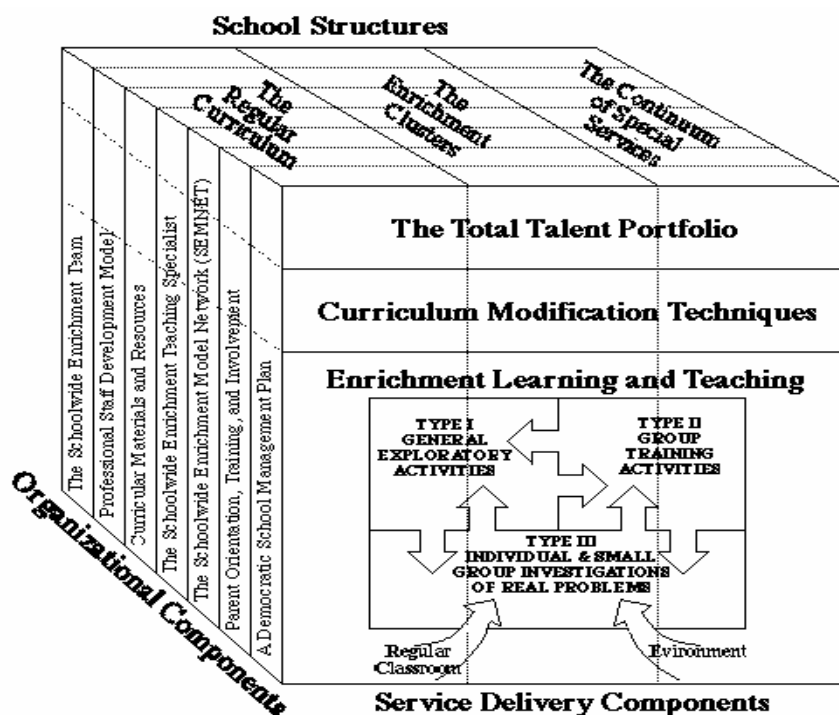 School Structures
The
Regular
Curriculum
The
Enrichment
Clusters
The Continuum
of Special
Services
The Schoolwide Enrichment Team
Professional Staff Development Model
Curricular Materials and Resources
The Schoolwide Enrichment Teaching Specialist
The Schoolwide Enrichment Model Network (SEMNET)
Parent Orientation, Training, and Involvement
A Democratic School Management Plan
Organizational Components
The Total Talent Portfolio
Curriculum Modification Techniques
Enrichment Learning and Teaching
TYPE I
GENERAL
EXPLORATORY
ACTIVITIES
TYPE II
GROUP
TRAINING
ACTIVITIES
TYPE III
INDIVIDUAL & SMALL
GROUP INVESTIGATIONS
OF REAL PROBLEMS
Regular
Classroom
Evironment
Service Delivery Components